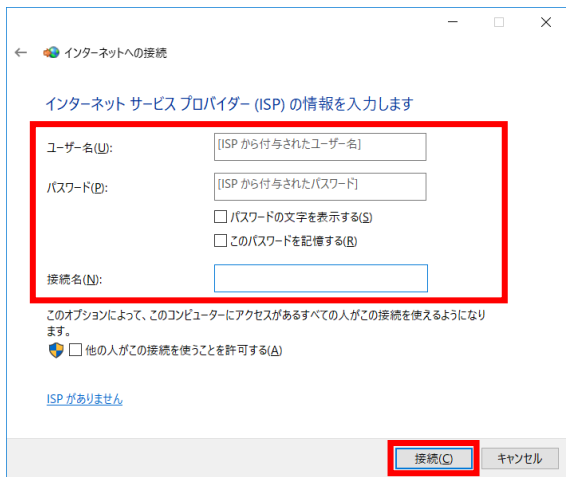 インターネットへの接続
インターネット サービス プロバイダー (ISP) の情報を入力します
ユーザー名(U):
[ISP から付与されたユーザー名]
パスワード(P):
[ISP から付与されたパスワード]
パスワードの文字を表示する(S)
このパスワードを記憶する(R)
接続名(N):
このオプションによって、このコンピューターにアクセスがあるすべての人がこの接続を使えるようになり
ます。
他の人がこの接続を使うことを許可する(A)
ISP がありません
接続(C)
キャンセル